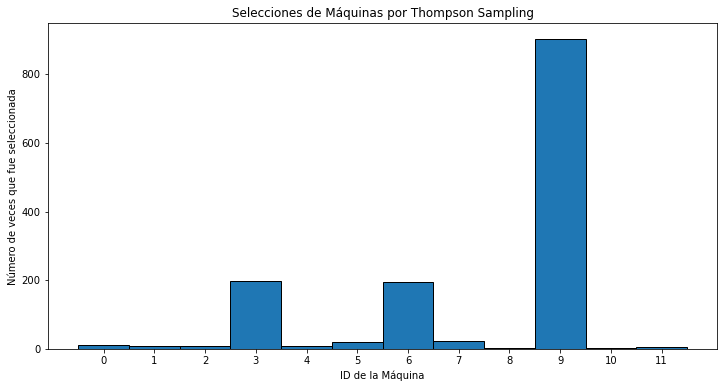 Selecciones de Máquinas por Thompson Sampling
Número de veces que fue seleccionada
800
600
400
200
0
0 1 2 3 4 5 6 7 8 9 10 11
ID de la Máquina